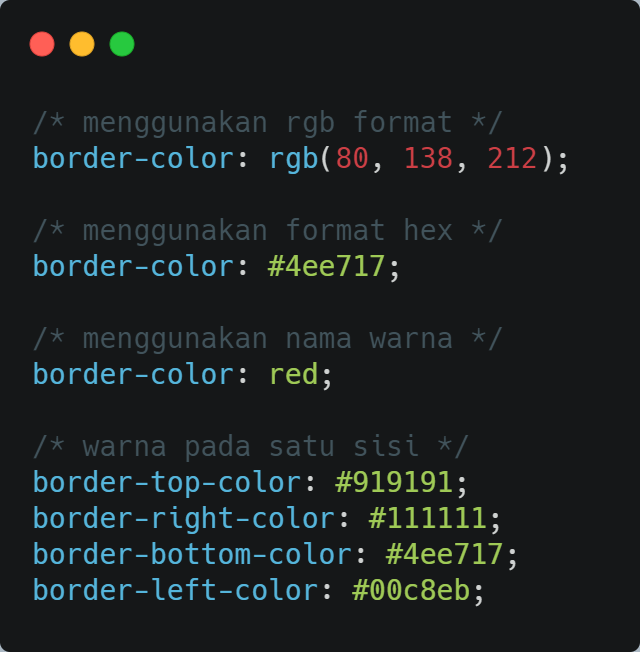 /* menggunakan rgb format */
border-color: rgb(80, 138, 212);
/* menggunakan format hex */
border-color: #4ee717;
/* menggunakan nama warna */
border-color: red;
/* warna pada satu sisi */
border-top-color: #919191;
border-right-color: #111111;
border-bottom-color: #4ee717;
border-left-color: #00c8eb;